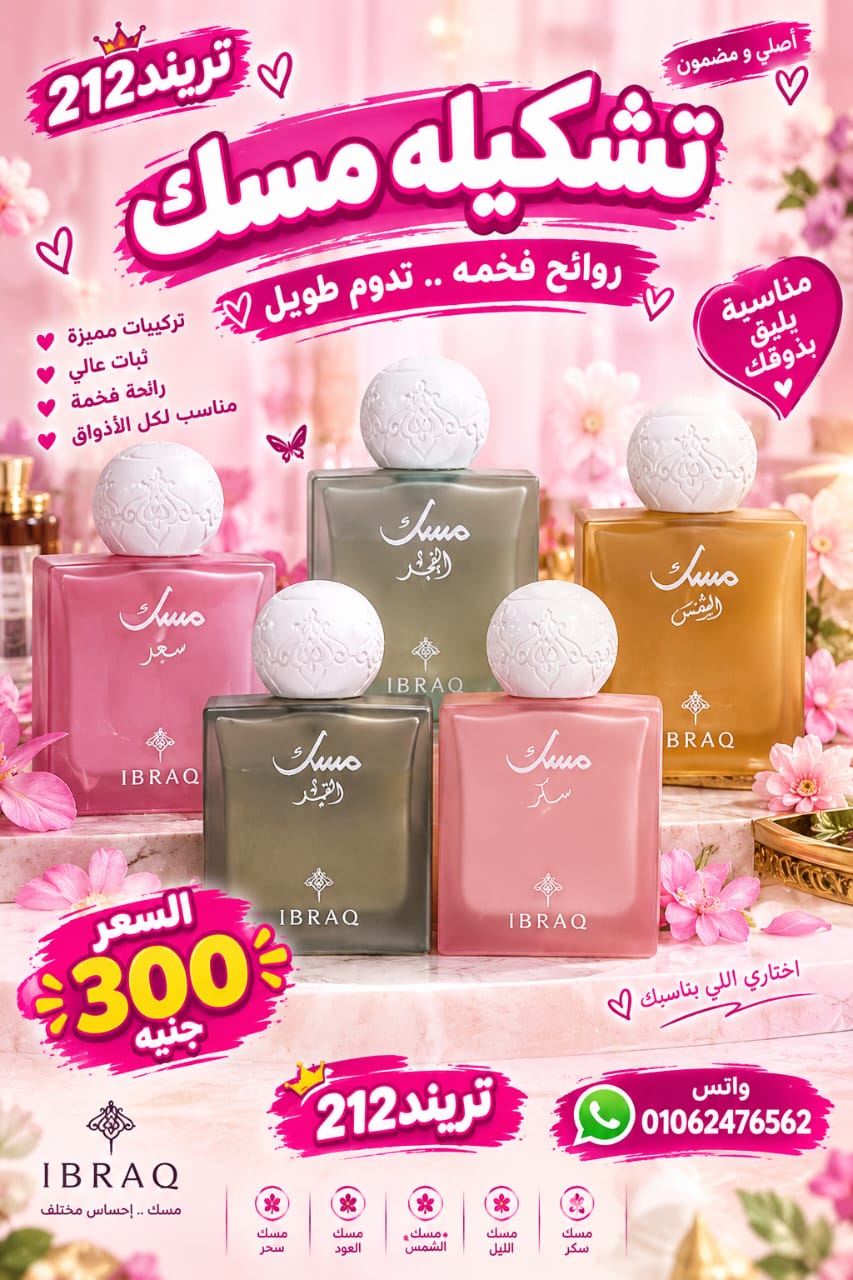 تريند212
أصلي و مضمون
تشكيله مسك
روائح فخمه .. تدوم طويل
مناسبة
يليق
بذوقك
تركيبات مميزة
ثبات عالي
رائحة فخمة
مناسب لكل الأذواق
مسك
الفجر
IBRAQ
مسك
الشمس
IBRAQ
مسك
سحر
IBRAQ
مسك
IBRAQ
مسك
سكر
IBRAQ
السعر
300
جنيه
اختاري اللي يناسبك
تريند212
واتس
01062476562
IBRAQ
مسك .. إحساس مختلف
مسك
سكر
مسك
الليل
مسك
الشمس
مسك
العود
مسك
سحر